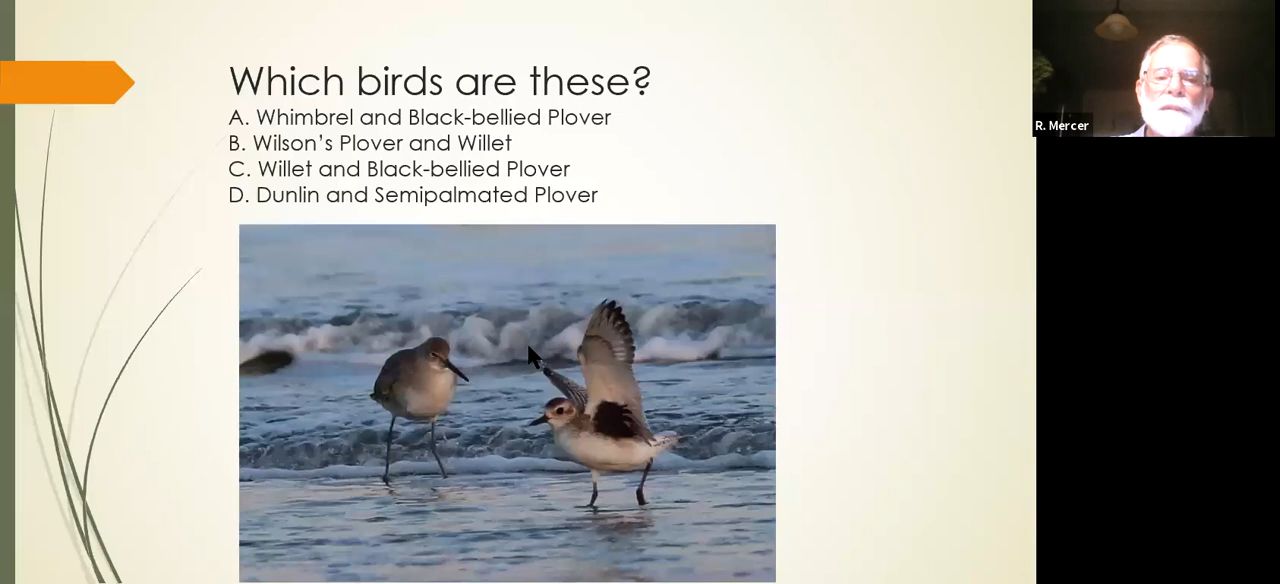 Which birds are these?
A. Whimbrel and Black-bellied Plover
B. Wilson’s Plover and Willet
C. Willet and Black-bellied Plover
D. Dunlin and Semipalmated Plover
R. Mercer